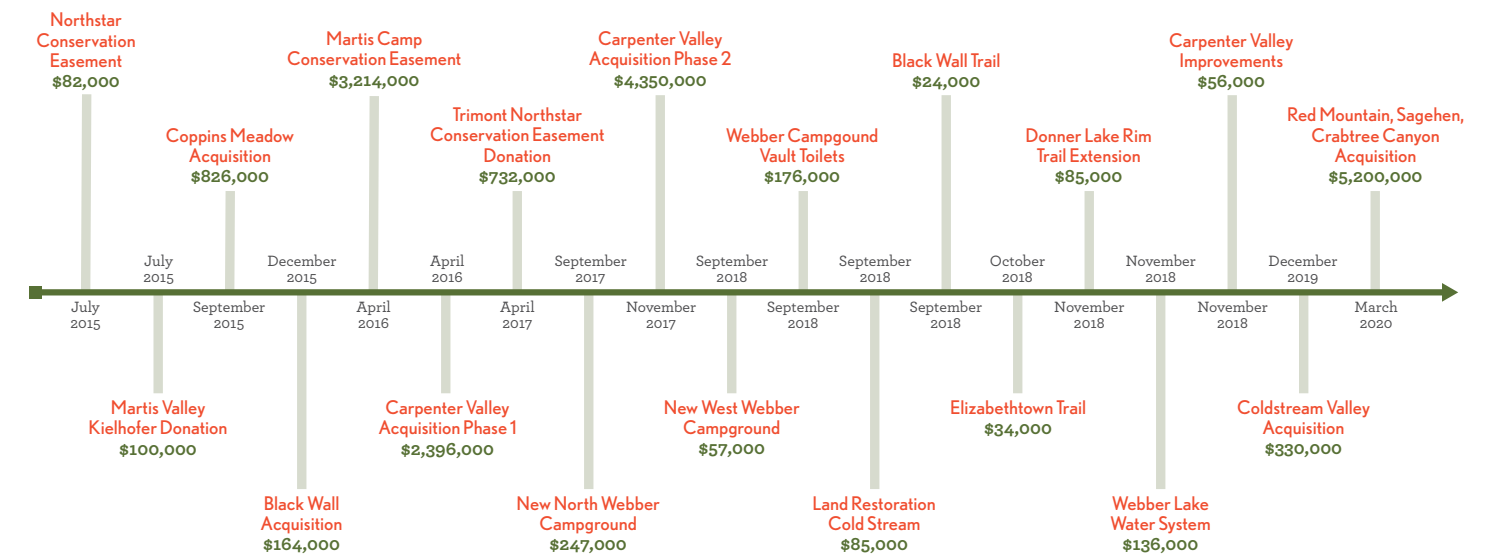 Northstar
Conservation
Easement
$82,000
July
2015
July
2015
Martis Valley
Kielhofer Donation
$100,000
Coppins Meadow
Acquisition
$826,000
September
2015
December
2015
Black Wall
Acquisition
$164,000
Martis Camp
Conservation Easement
$3,214,000
April
2016
April
2016
Carpenter Valley
Acquisition Phase 1
$2,396,000
Trimont Northstar
Conservation Easement
Donation
$732,000
April
2017
September
2017
New North Webber
Campground
$247,000
Carpenter Valley
Acquisition Phase 2
$4,350,000
November
2017
September
2018
New West Webber
Campground
$57,000
Webber Campgound
Vault Toilets
$176,000
September
2018
September
2018
Land Restoration
Cold Stream
$85,000
Black Wall Trail
$24,000
September
2018
October
2018
Elizabethtown Trail
$34,000
Donner Lake Rim
Trail Extension
$85,000
November
2018
November
2018
Webber Lake
Water System
$136,000
Carpenter Valley
Improvements
$56,000
November
2018
December
2019
Coldstream Valley
Acquisition
$330,000
Red Mountain, Sagehen,
Crabtree Canyon
Acquisition
$5,200,000
March
2020